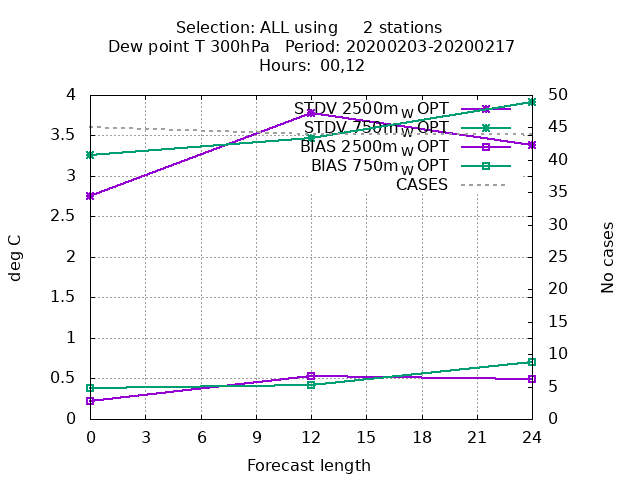 Selection: ALL using 2 stations
Dew point T 300hPa Period: 20200203-20200217
Hours: 00,12
4
3.5
3
2.5
2
1.5
1
0.5
0
50
45
40
35
30
25
20
15
10
5
0
STDV 2500m_W OPT
STDV 750m_W OPT
BIAS 2500m_W OPT
BIAS 750m_W OPT
CASES
deg C
No cases
0 3 6 9 12 15 18 21 24
Forecast length